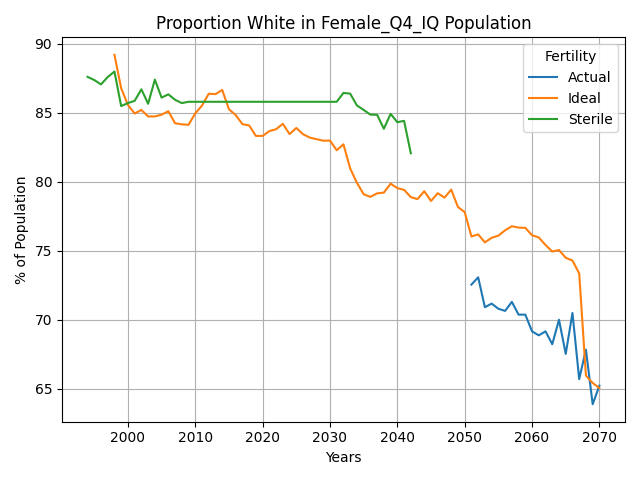 Proportion White in Female_Q4_IQ Population
90
85
80
75
70
65
% of Population
2000
2010
2020
2030
2040
2050
2060
2070
Years
Fertility
Actual
Ideal
Sterile